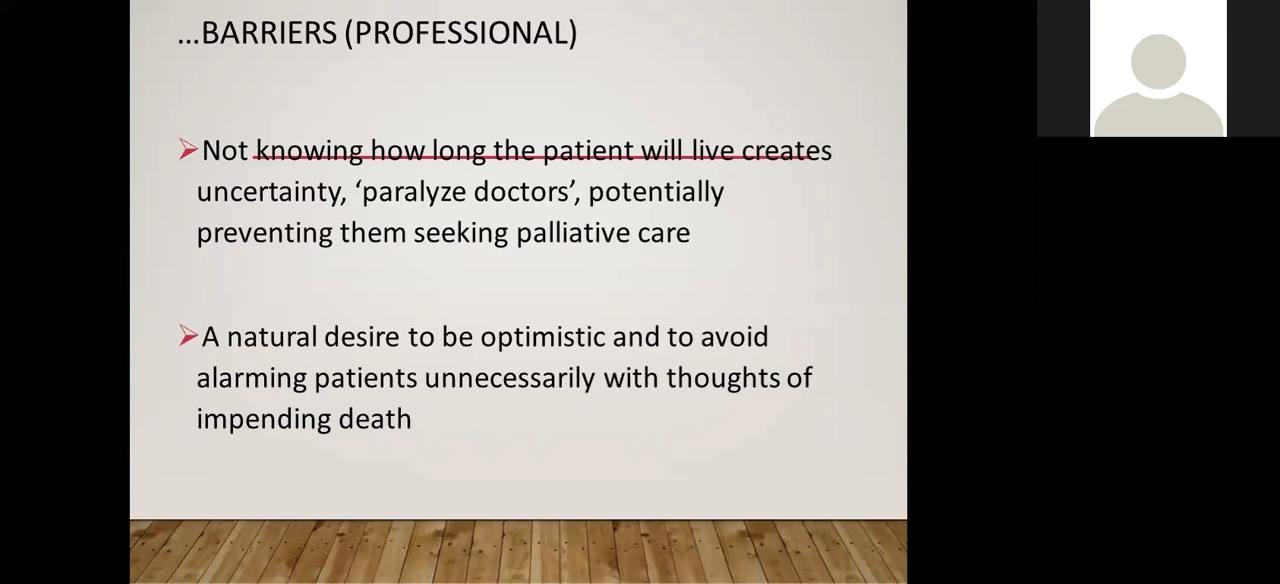 ...BARRIERS (PROFESSIONAL)
Not knowing how long the patient will live creates
uncertainty, ‘paralyze doctors’, potentially
preventing them seeking palliative care
A natural desire to be optimistic and to avoid
alarming patients unnecessarily with thoughts of
impending death